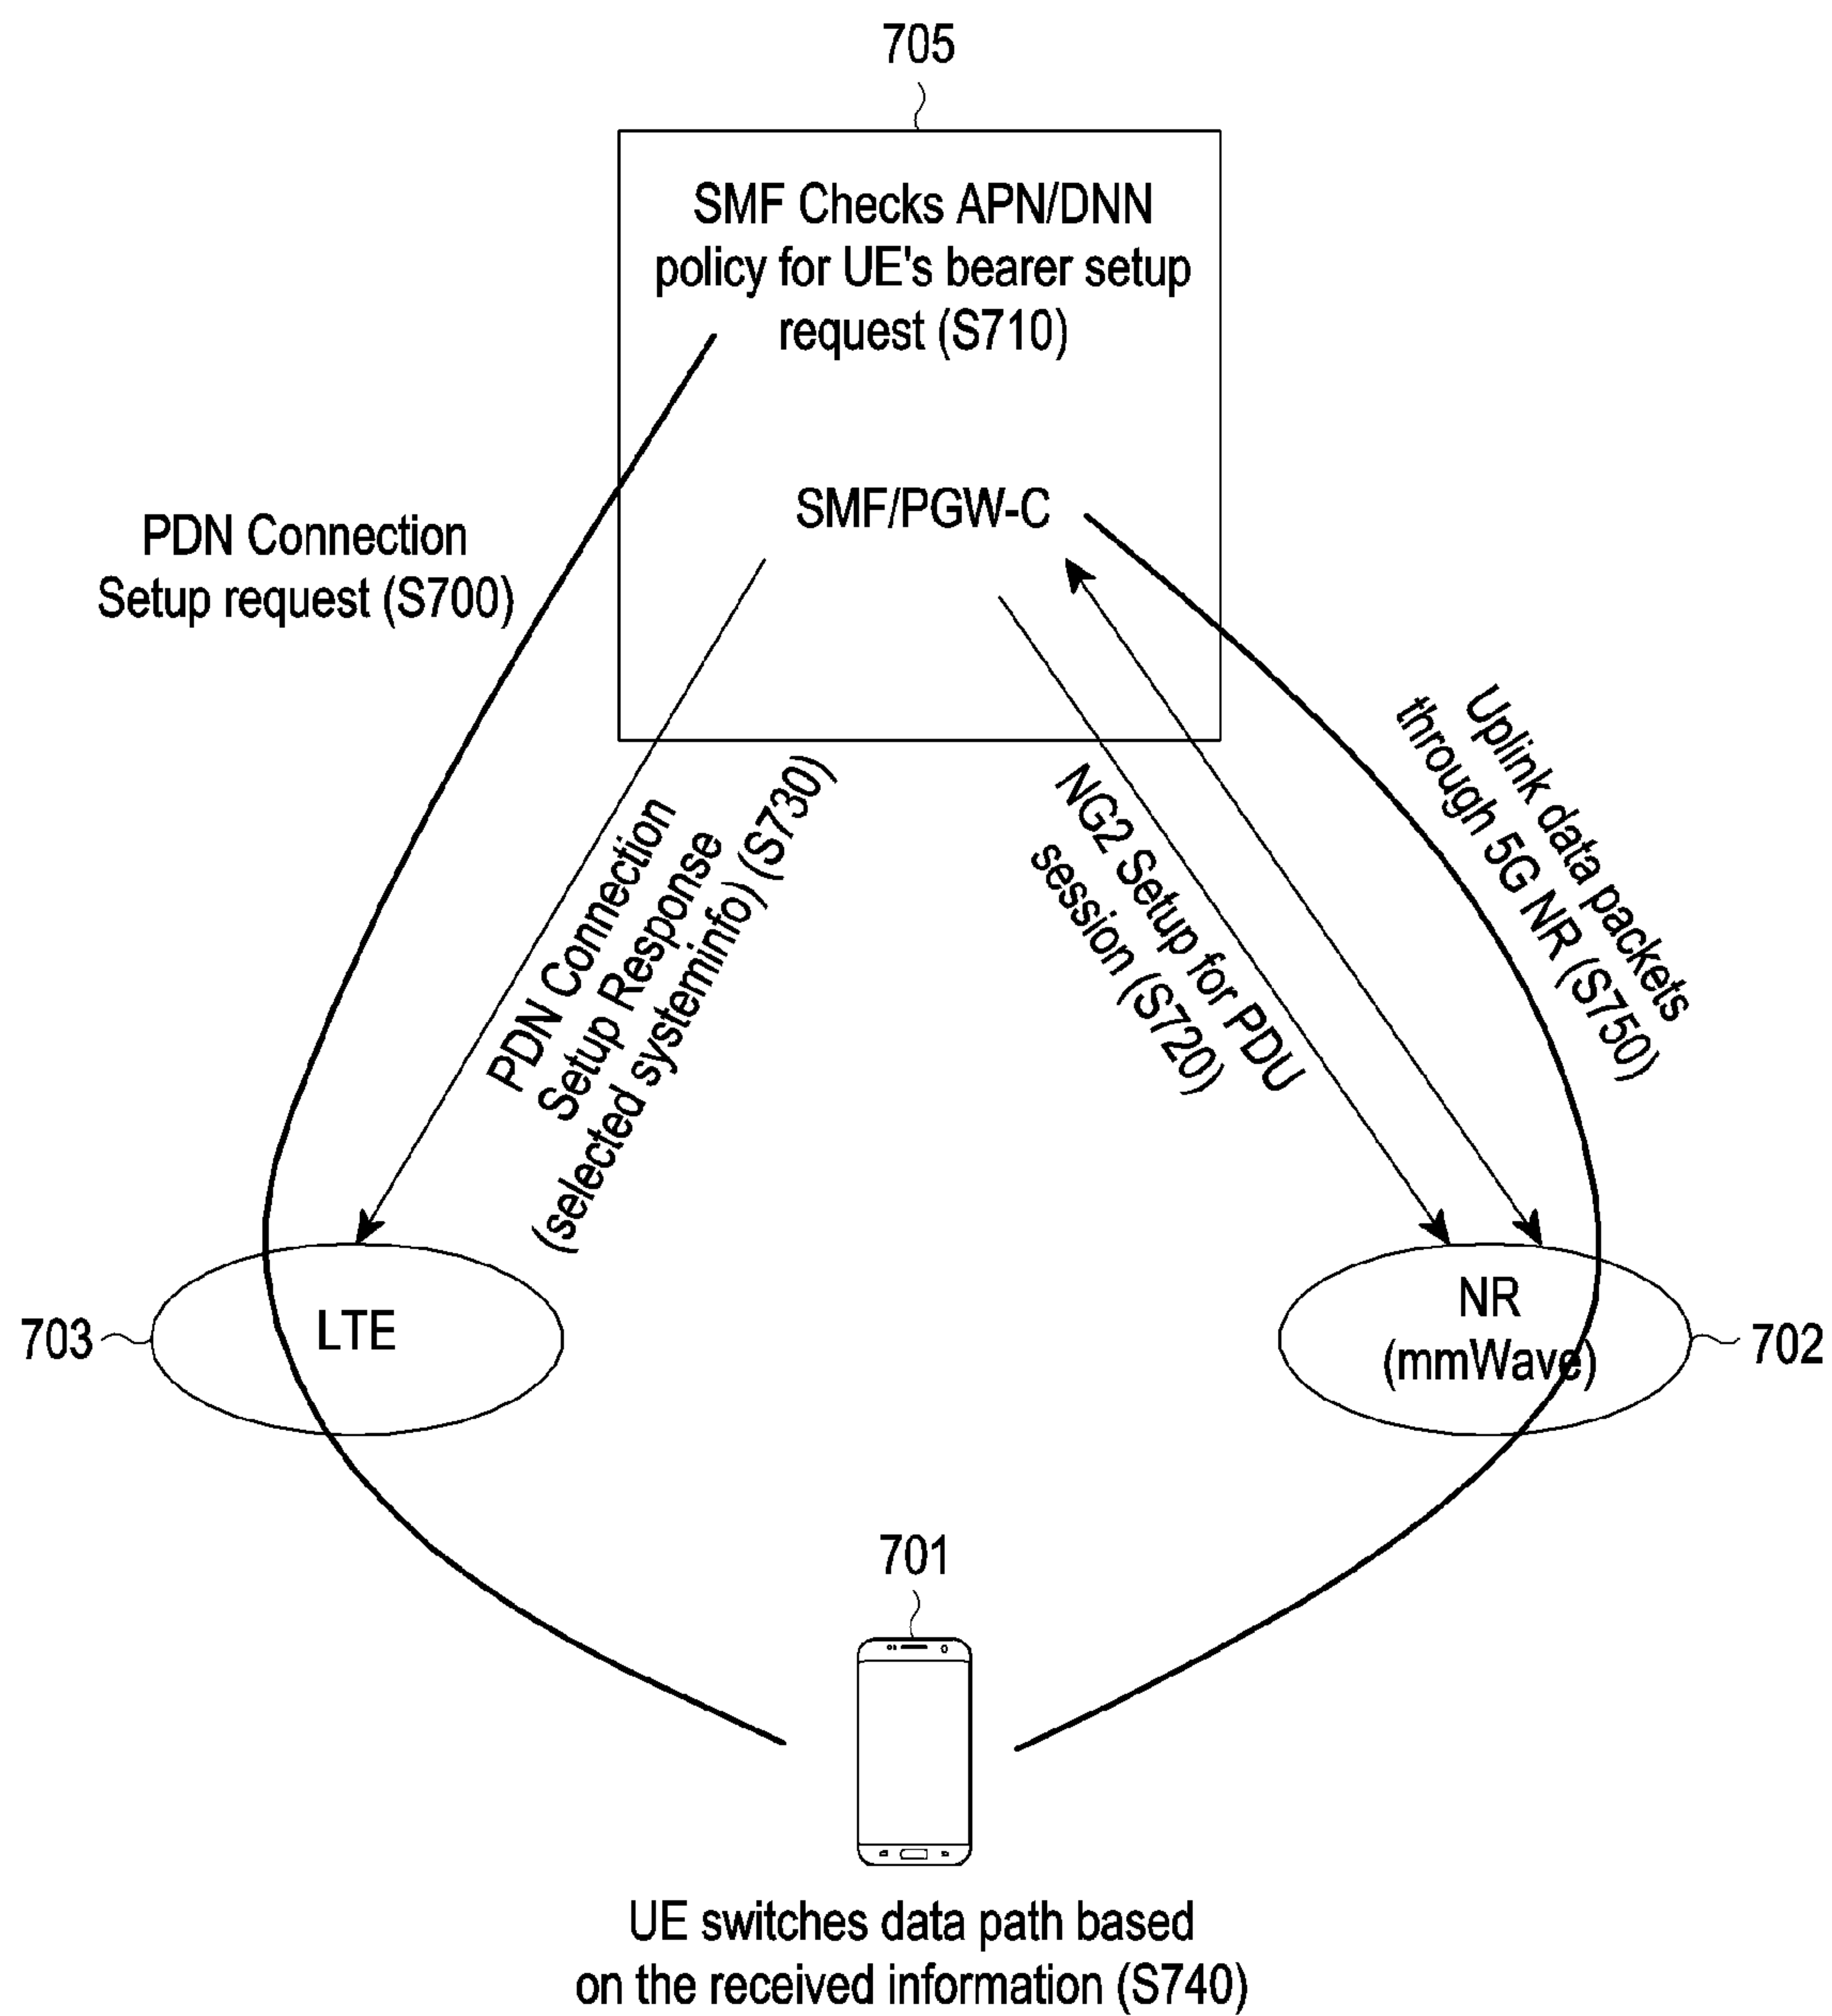 705
SMF Checks APN/DNN
policy for UE's bearer setup
request (S710)
SMF/PGW-C
PDN Connection
Setup request (S700)
PDN Connection
Setup Response
(selected systeminfo) (S730)
NG2 Setup for PDU
session (S720)
Uplink data packets
through 5G NR (S750)
703
LTE
NR
(mmWave)
702
701
UE switches data path based
on the received information (S740)